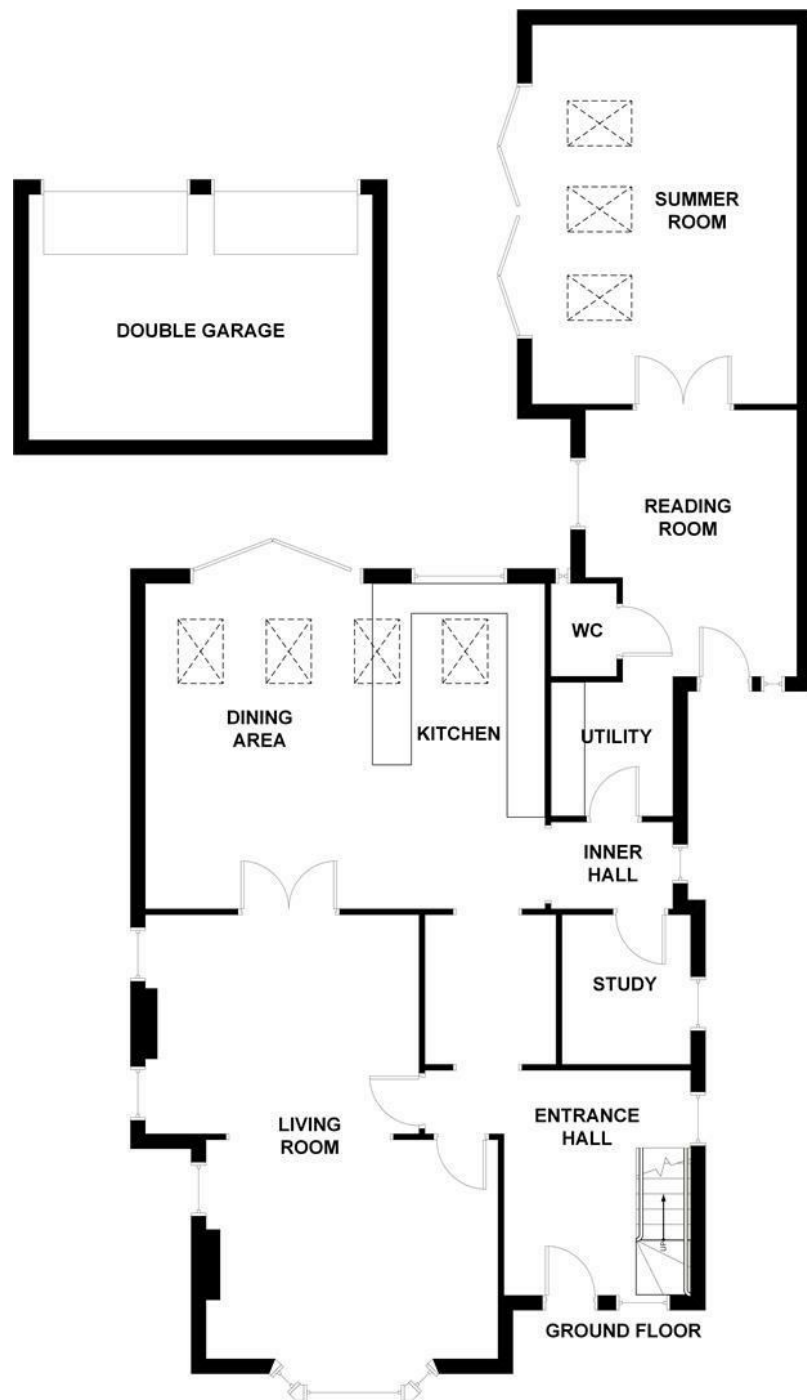 SUMMER
ROOM
DOUBLE GARAGE
READING
ROOM
WC
DINING
AREA
KITCHEN
UTILITY
INNER
HALL
STUDY
LIVING
ROOM
ENTRANCE
HALL
UP
GROUND FLOOR